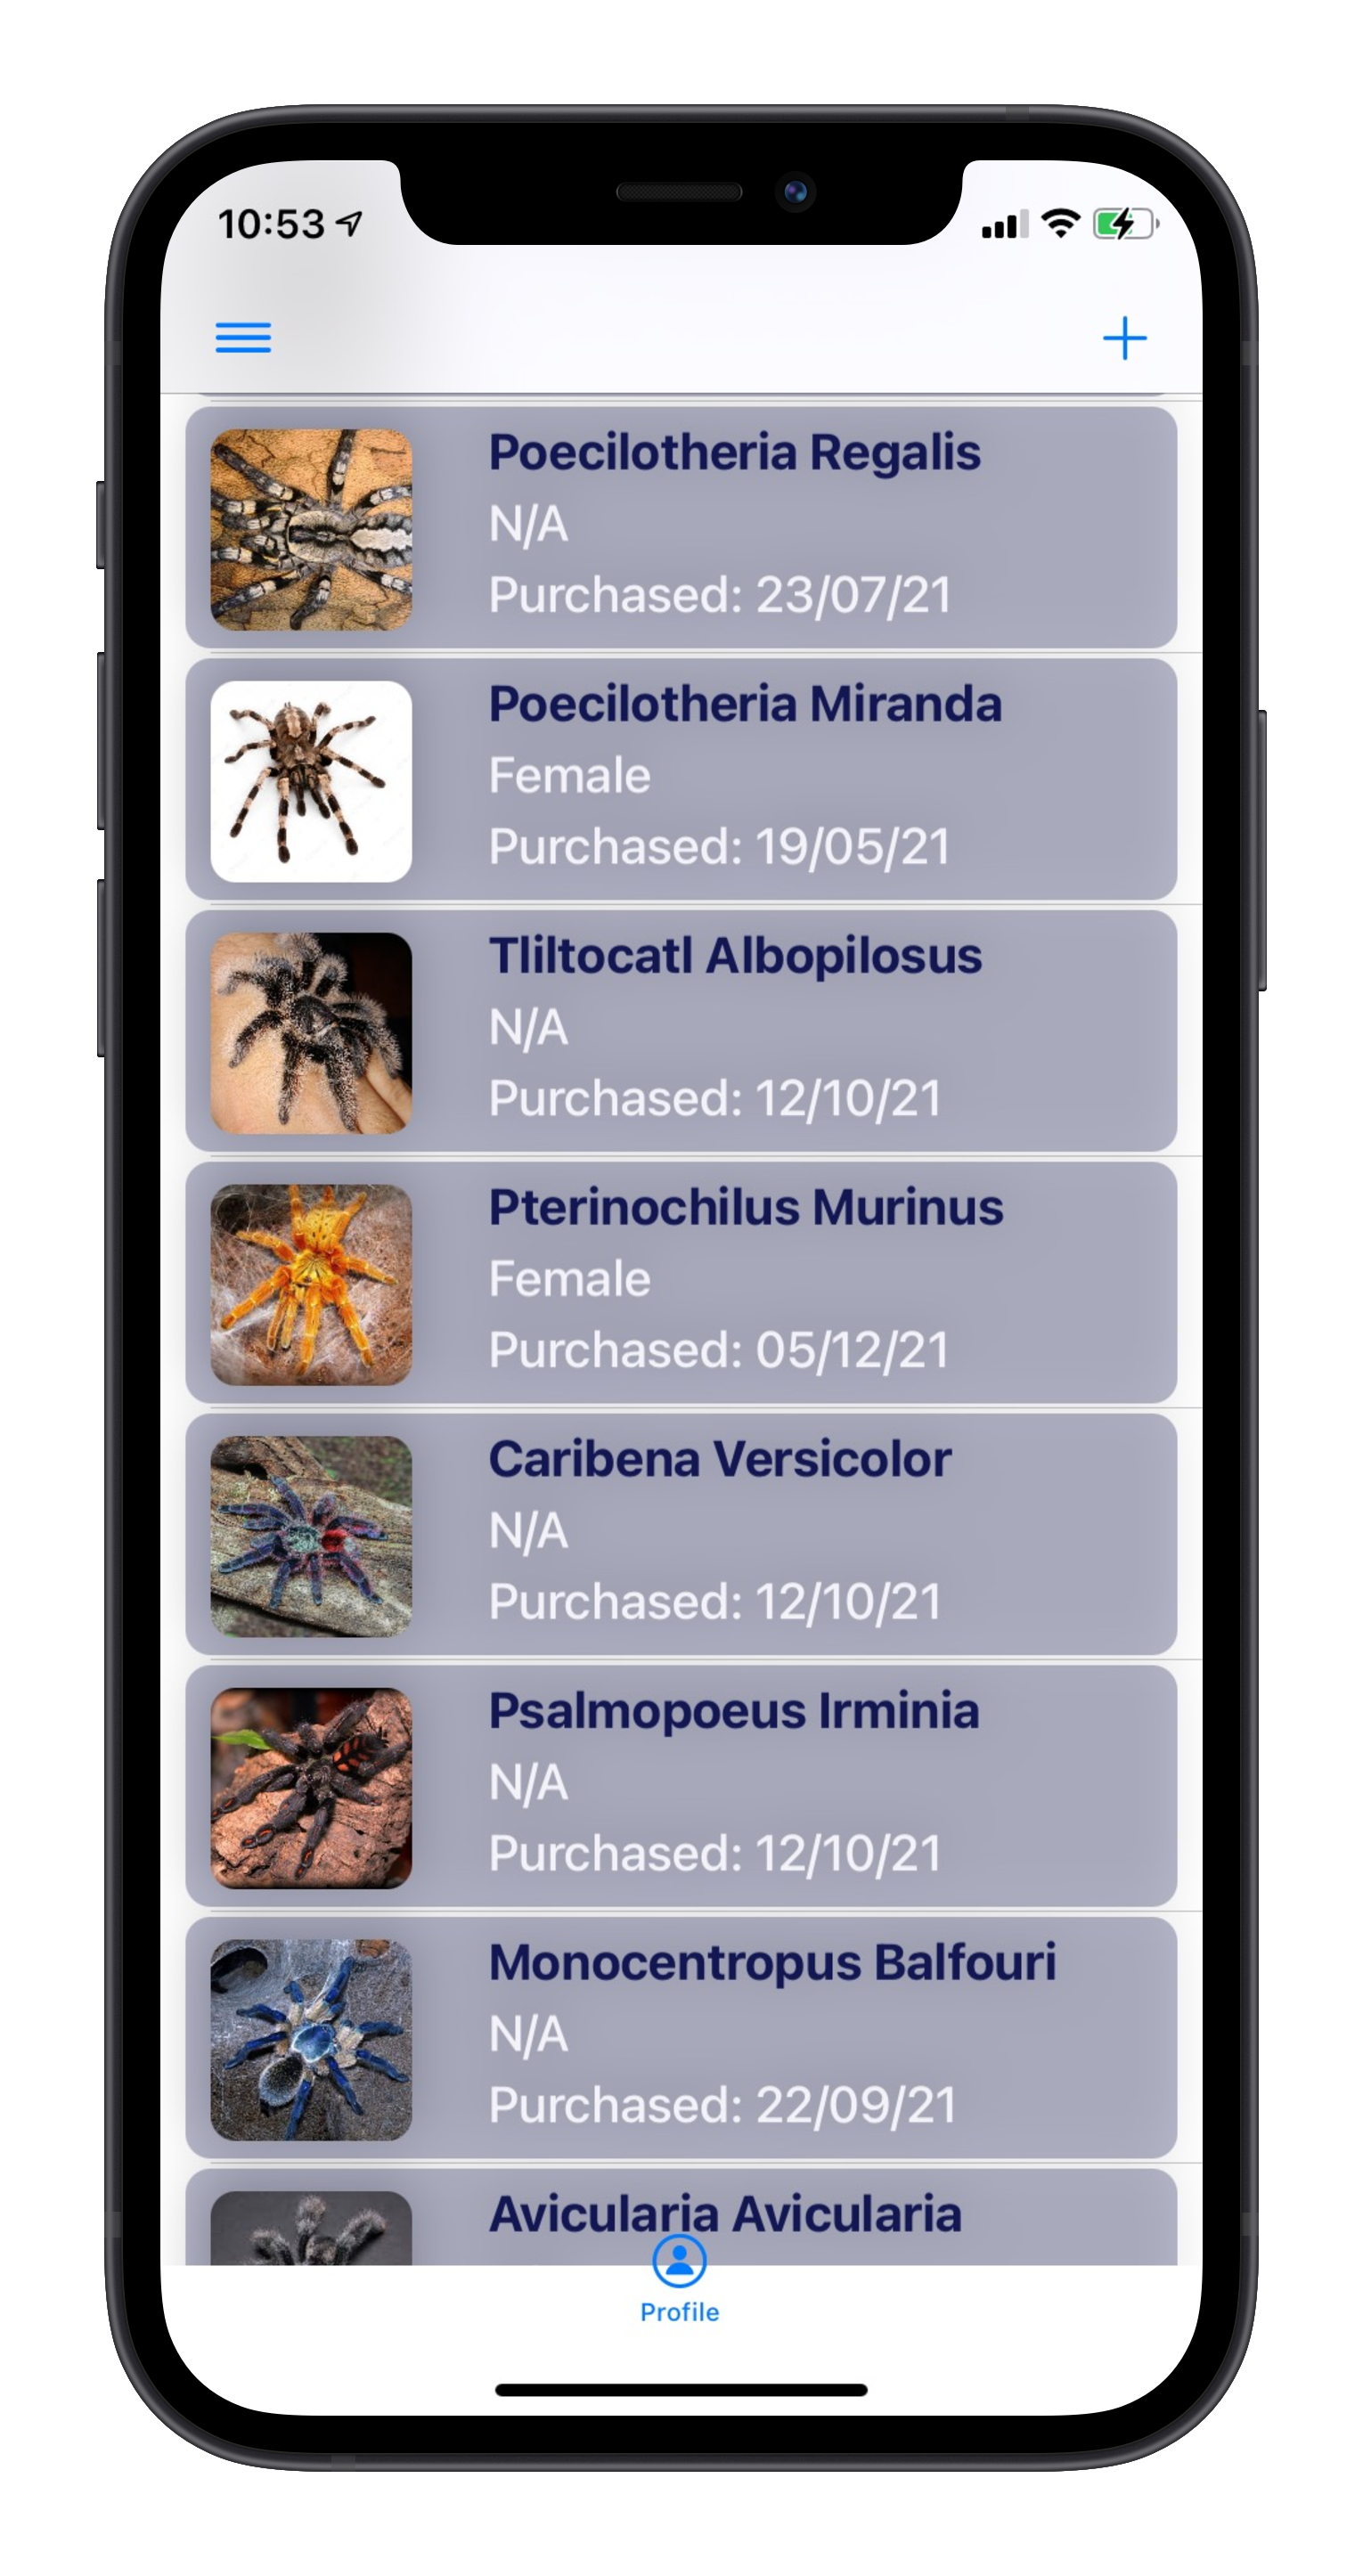 10:53
Poecilotheria Regalis
N/A
Purchased: 23/07/21
Poecilotheria Miranda
Female
Purchased: 19/05/21
Tliltocatl Albopilosus
N/A
Purchased: 12/10/21
Pterinochilus Murinus
Female
Purchased: 05/12/21
Caribena Versicolor
N/A
Purchased: 12/10/21
Psalmopoeus Irminia
N/A
Purchased: 12/10/21
Monocentropus Balfouri
N/A
Purchased: 22/09/21
Avicularia Avicularia
Profile